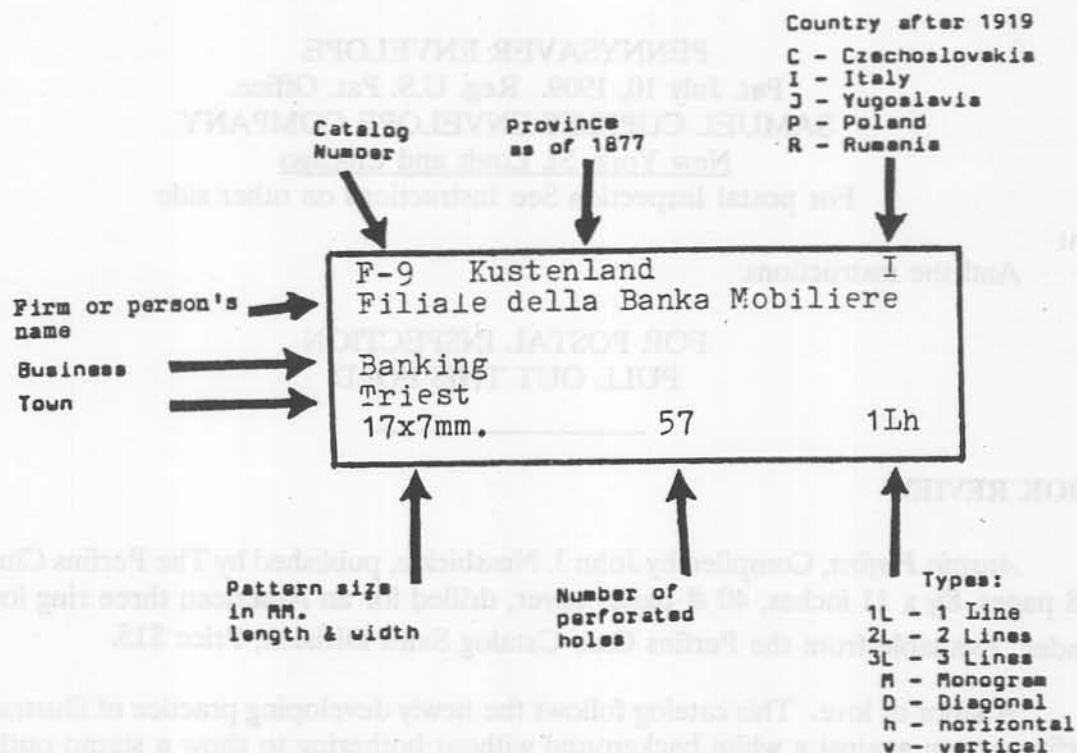 Country after 1919
C - Czechoslovakia
I - Italy
J - Yugoslavia
P - Poland
R - Rumania
Catalog
Number
province
as of 1877
F-9 Kustenland I
Firm or person's
name
Filiale della Banka Mobiliere
Business
Banking
Town
Triest
17x7mm. 57 1Lh
Pattern size
in MM
length & width
Number of
perforated
holes
Types:
1L - 1 Line
2L - 2 Lines
3L - 3 Lines
M - Monogram
D - Diagonal
h - horizontal
v - vertical